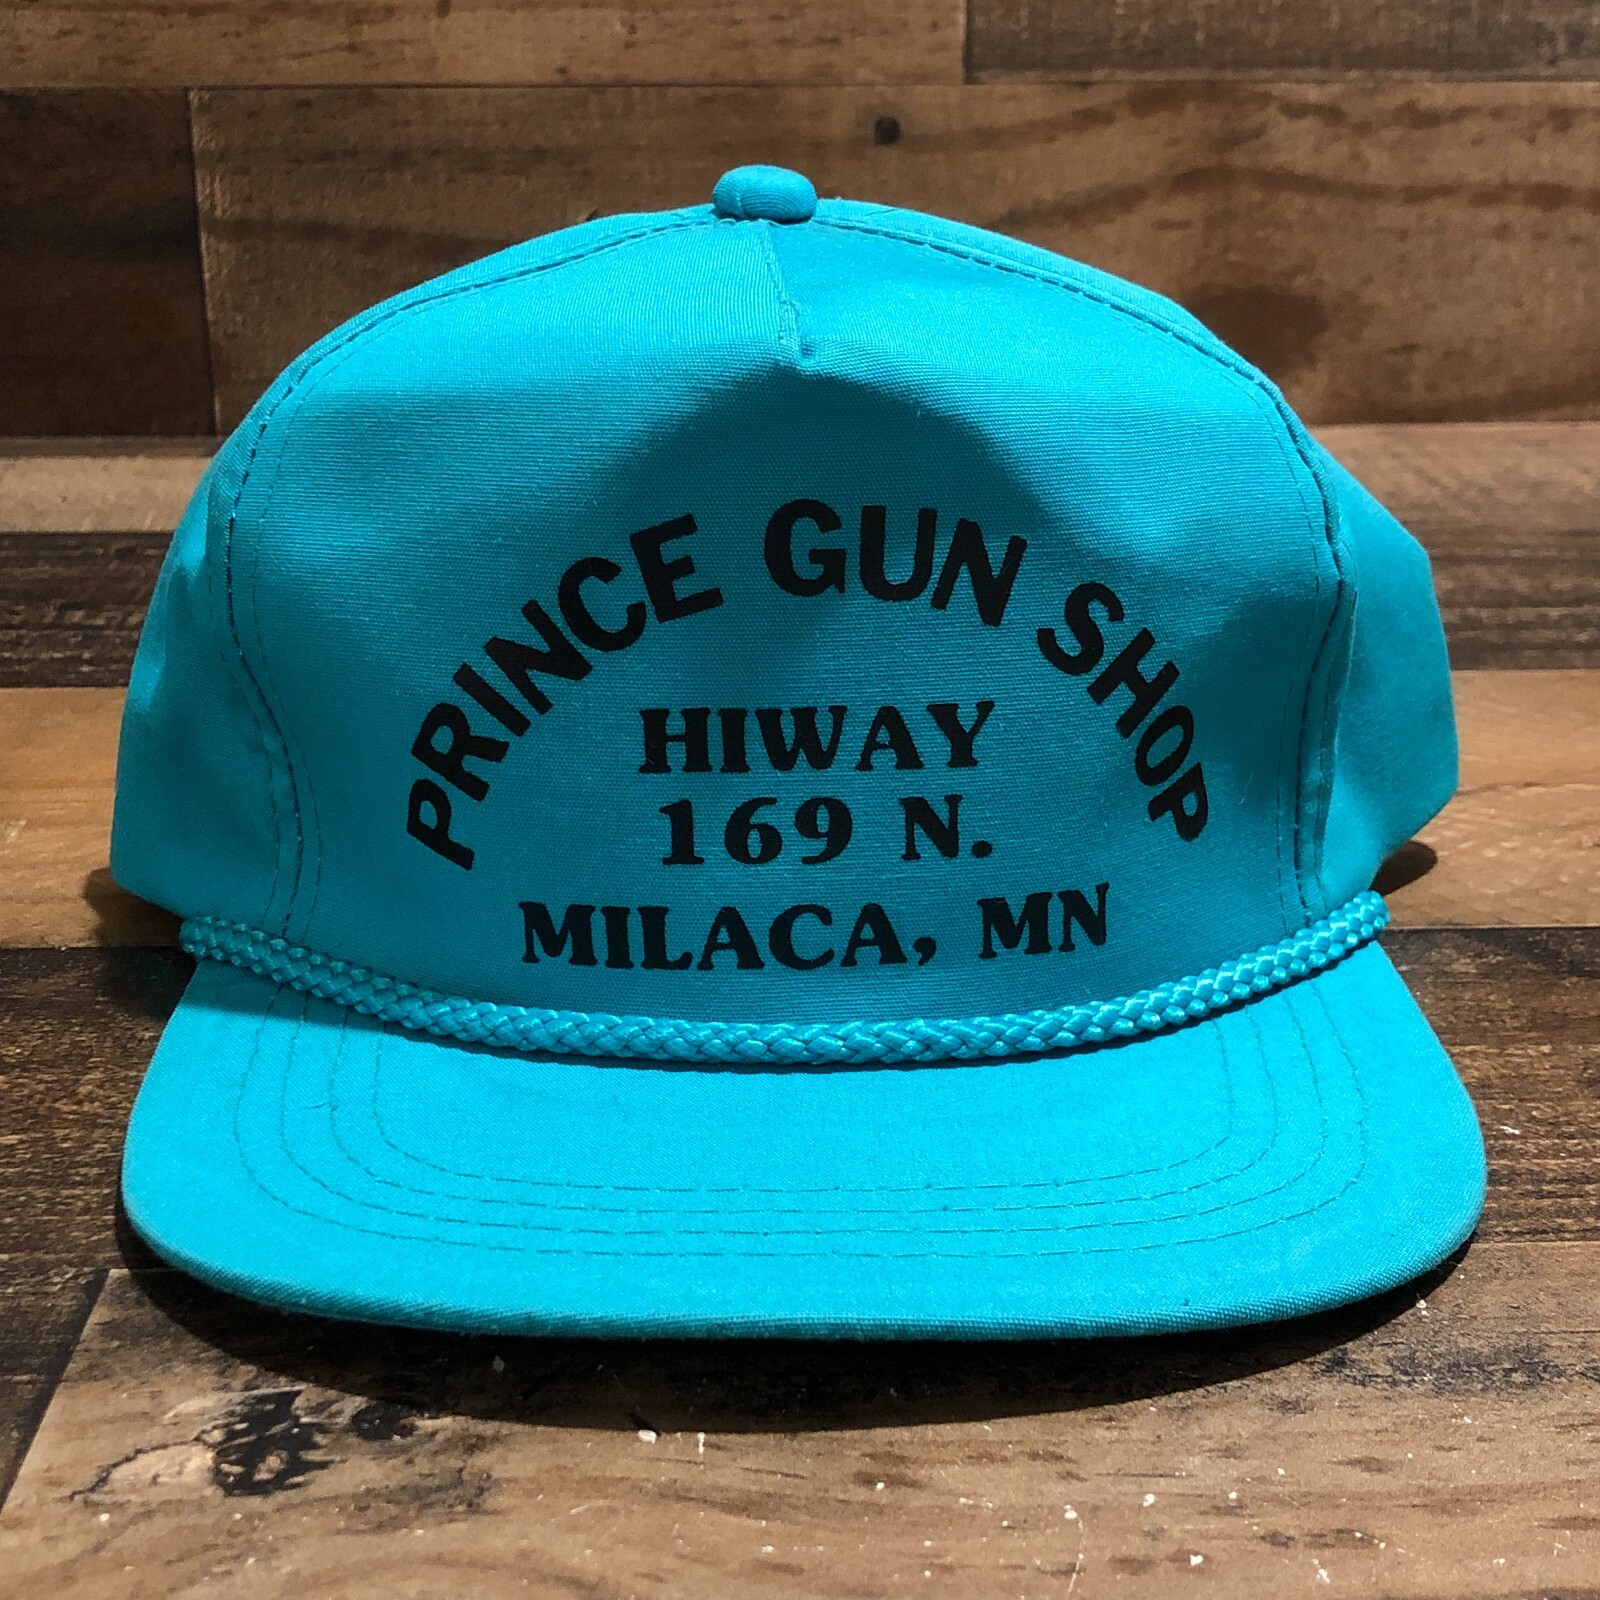 PRINCE GUN SHOP
HIWAY
169 N.
MILACA, MN